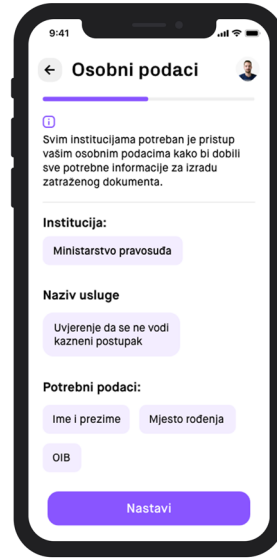 9:41
Osobni podaci
Svim institucijama potreban je pristup
vašim osobnim podacima kako bi dobili
sve potrebne informacije za izradu
zatraženog dokumenta.
Institucija:
Ministarstvo pravosuđa
Naziv usluge
Uvjerenje da se ne vodi
kazneni postupak
Potrebni podaci:
Ime i prezime
Mjesto rođenja
OIB
Nastavi